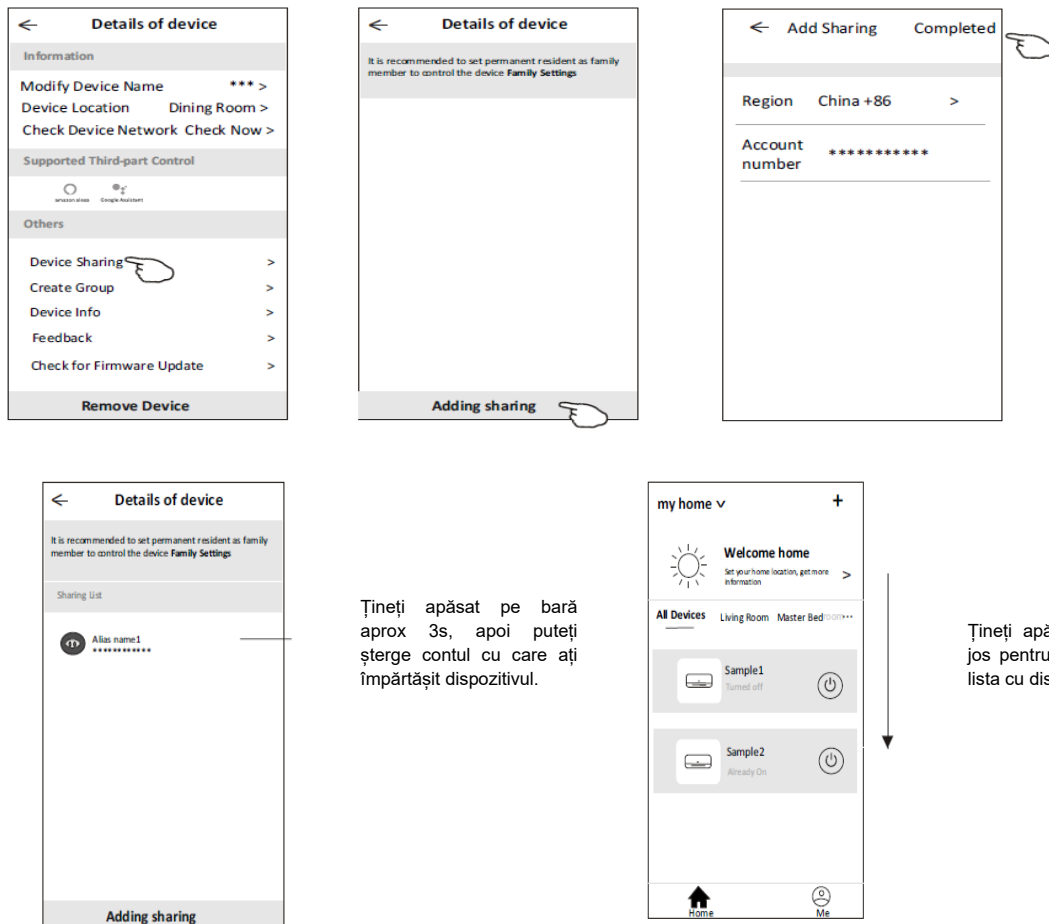 Details of device
Information
Modify Device Name *** >
Device Location Dining Room >
Check Device Network Check Now >
Supported Third-part Control
amazon alexa Google Assistant
Others
Device Sharing >
Create Group >
Device Info >
Feedback >
Check for Firmware Update >
Remove Device
Details of device
It is recommended to set permanent resident as family
member to control the device Family Settings
Adding sharing
Add Sharing Completed
Region China +86 >
Account
number ***********
Details of device
It is recommended to set permanent resident as family
member to control the device Family Settings
Sharing List
Alias name1
************
Adding sharing
Țineți apăsat pe bară
aprox 3s, apoi puteți
șterge contul cu care ați
împărtășit dispozitivul.
my home +
Welcome home
Set your home location, get more
information >
All Devices Living Room Master Bedroom•••
Sample1
Turned off
Sample2
Already On
Home Me
Țineți
jos pentru
lista cu